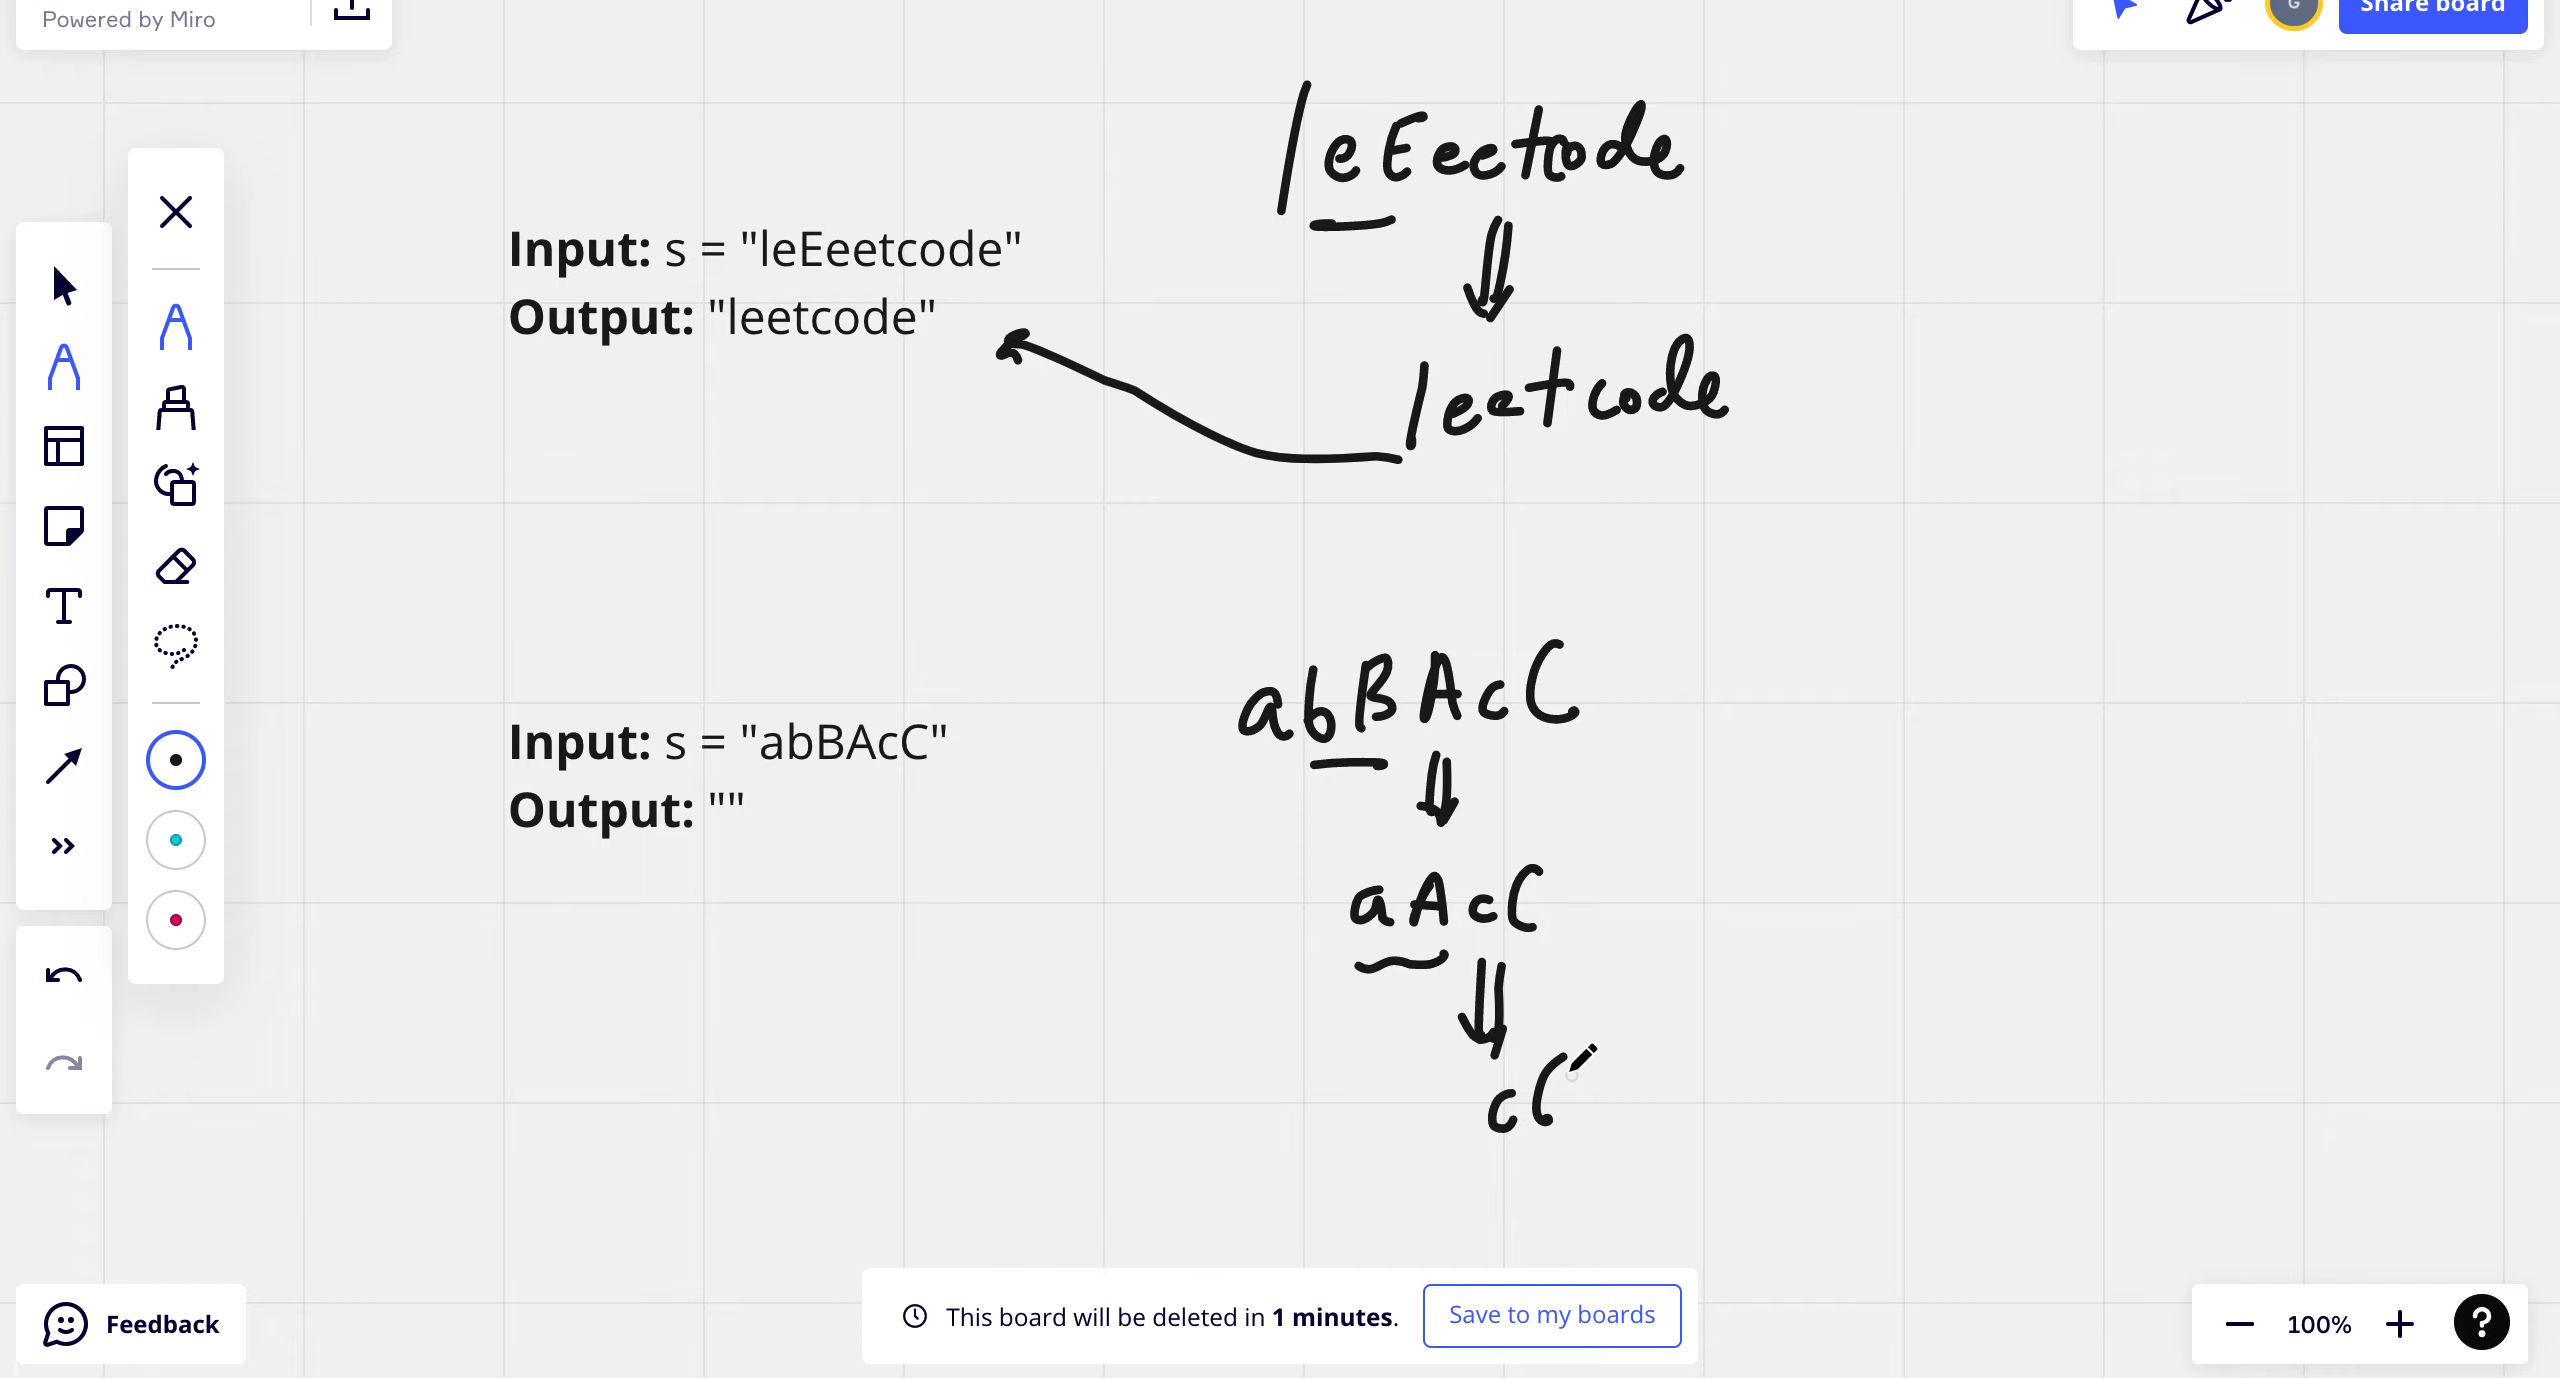 Powered by Miro
G
Share board
leEeetcode
Input: s = "leEeetcode"
Output: "leetcode"
leetcode
abBAcC
Input: s = "abBAcC"
Output: ""
aAcC
cC
Feedback
This board will be deleted in 1 minutes.
Save to my boards
100%